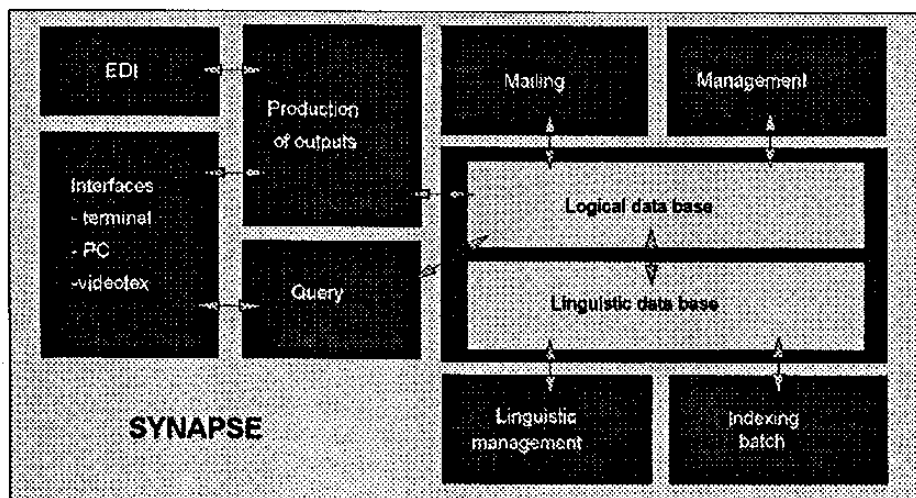 EDI
Production
of outputs
Mailing
Management
Interfaces
- terminal
- PC
-videotex
Logical data base
Query
Linguistic data base
SYNAPSE
Linguistic
management
Indexing
batch